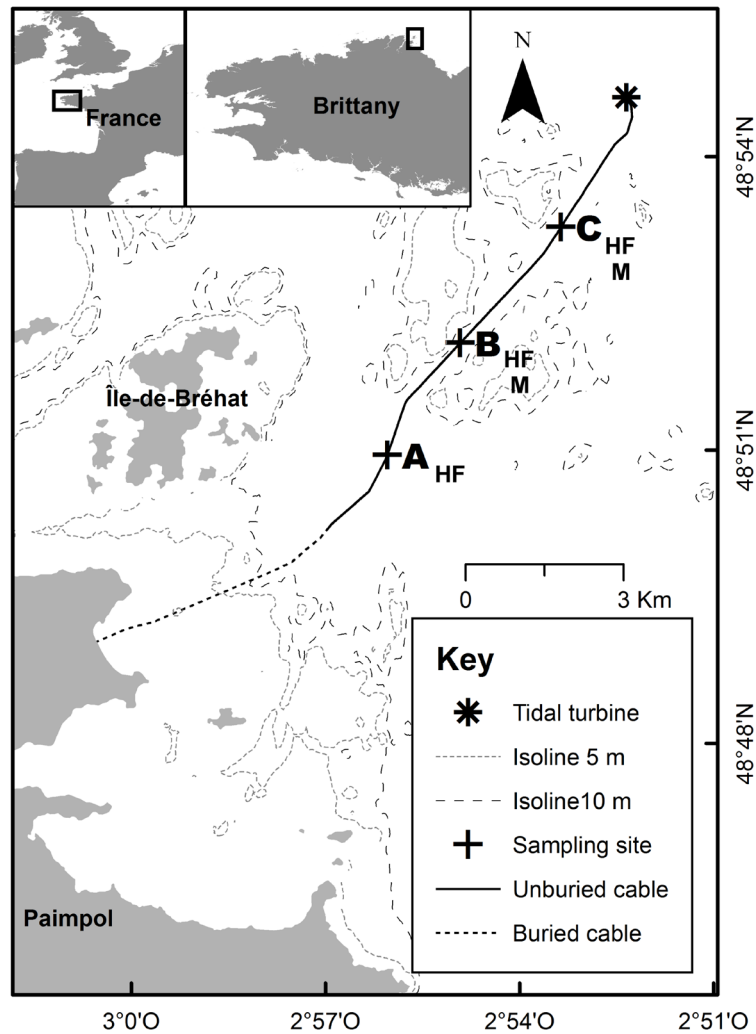 France
Brittany
N
48°54'N
C
HF
M
B
HF
M
Île-de-Bréhat
48°51'N
A
HF
0 3 Km
Key
Tidal turbine
Isoline 5 m
Isoline10 m
Sampling site
Unburied cable
Buried cable
48°48'N
Paimpol
3°0'O 2°57'O 2°54'O 2°51'O